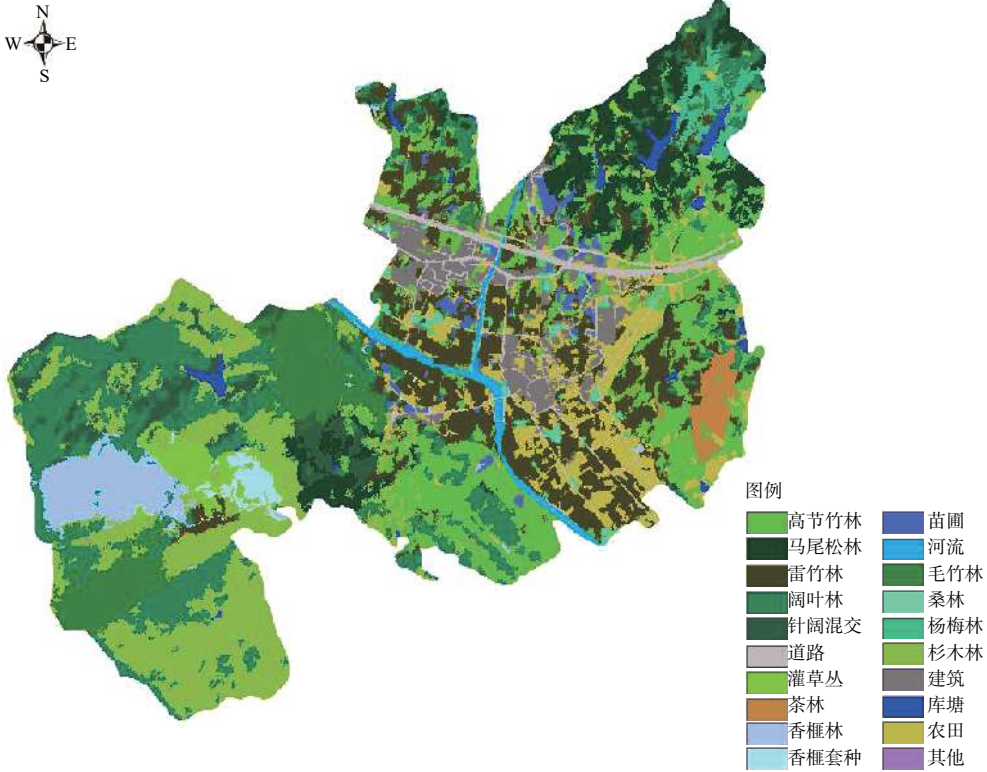 N
W E
S
图例
高节竹林 苗圃
马尾松林 河流
雷竹林 毛竹林
阔叶林 桑林
针阔混交 杨梅林
道路 杉木林
灌草丛 建筑
茶林 库塘
香榧林 农田
香榧套种 其他